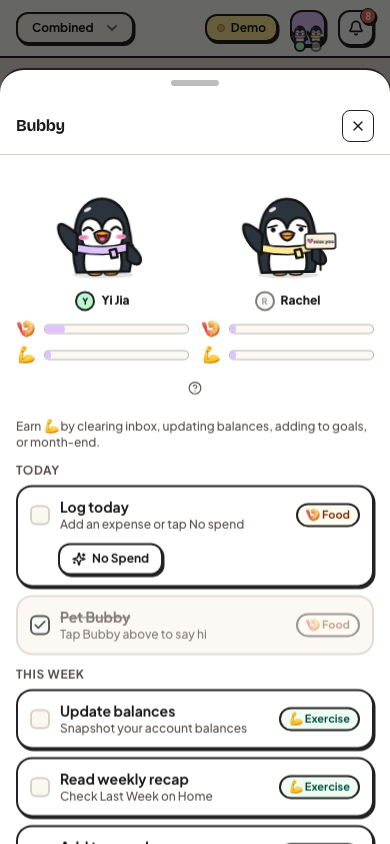 Combined
Demo
8
Bubby
miss you
Y Yi Jia
R Rachel
Earn 💪 by clearing inbox, updating balances, adding to goals,
or month-end.
TODAY
Log today
Add an expense or tap No spend
🍤 Food
No Spend
Pet Bubby
Tap Bubby above to say hi
🍤 Food
THIS WEEK
Update balances
Snapshot your account balances
💪 Exercise
Read weekly recap
Check Last Week on Home
💪 Exercise